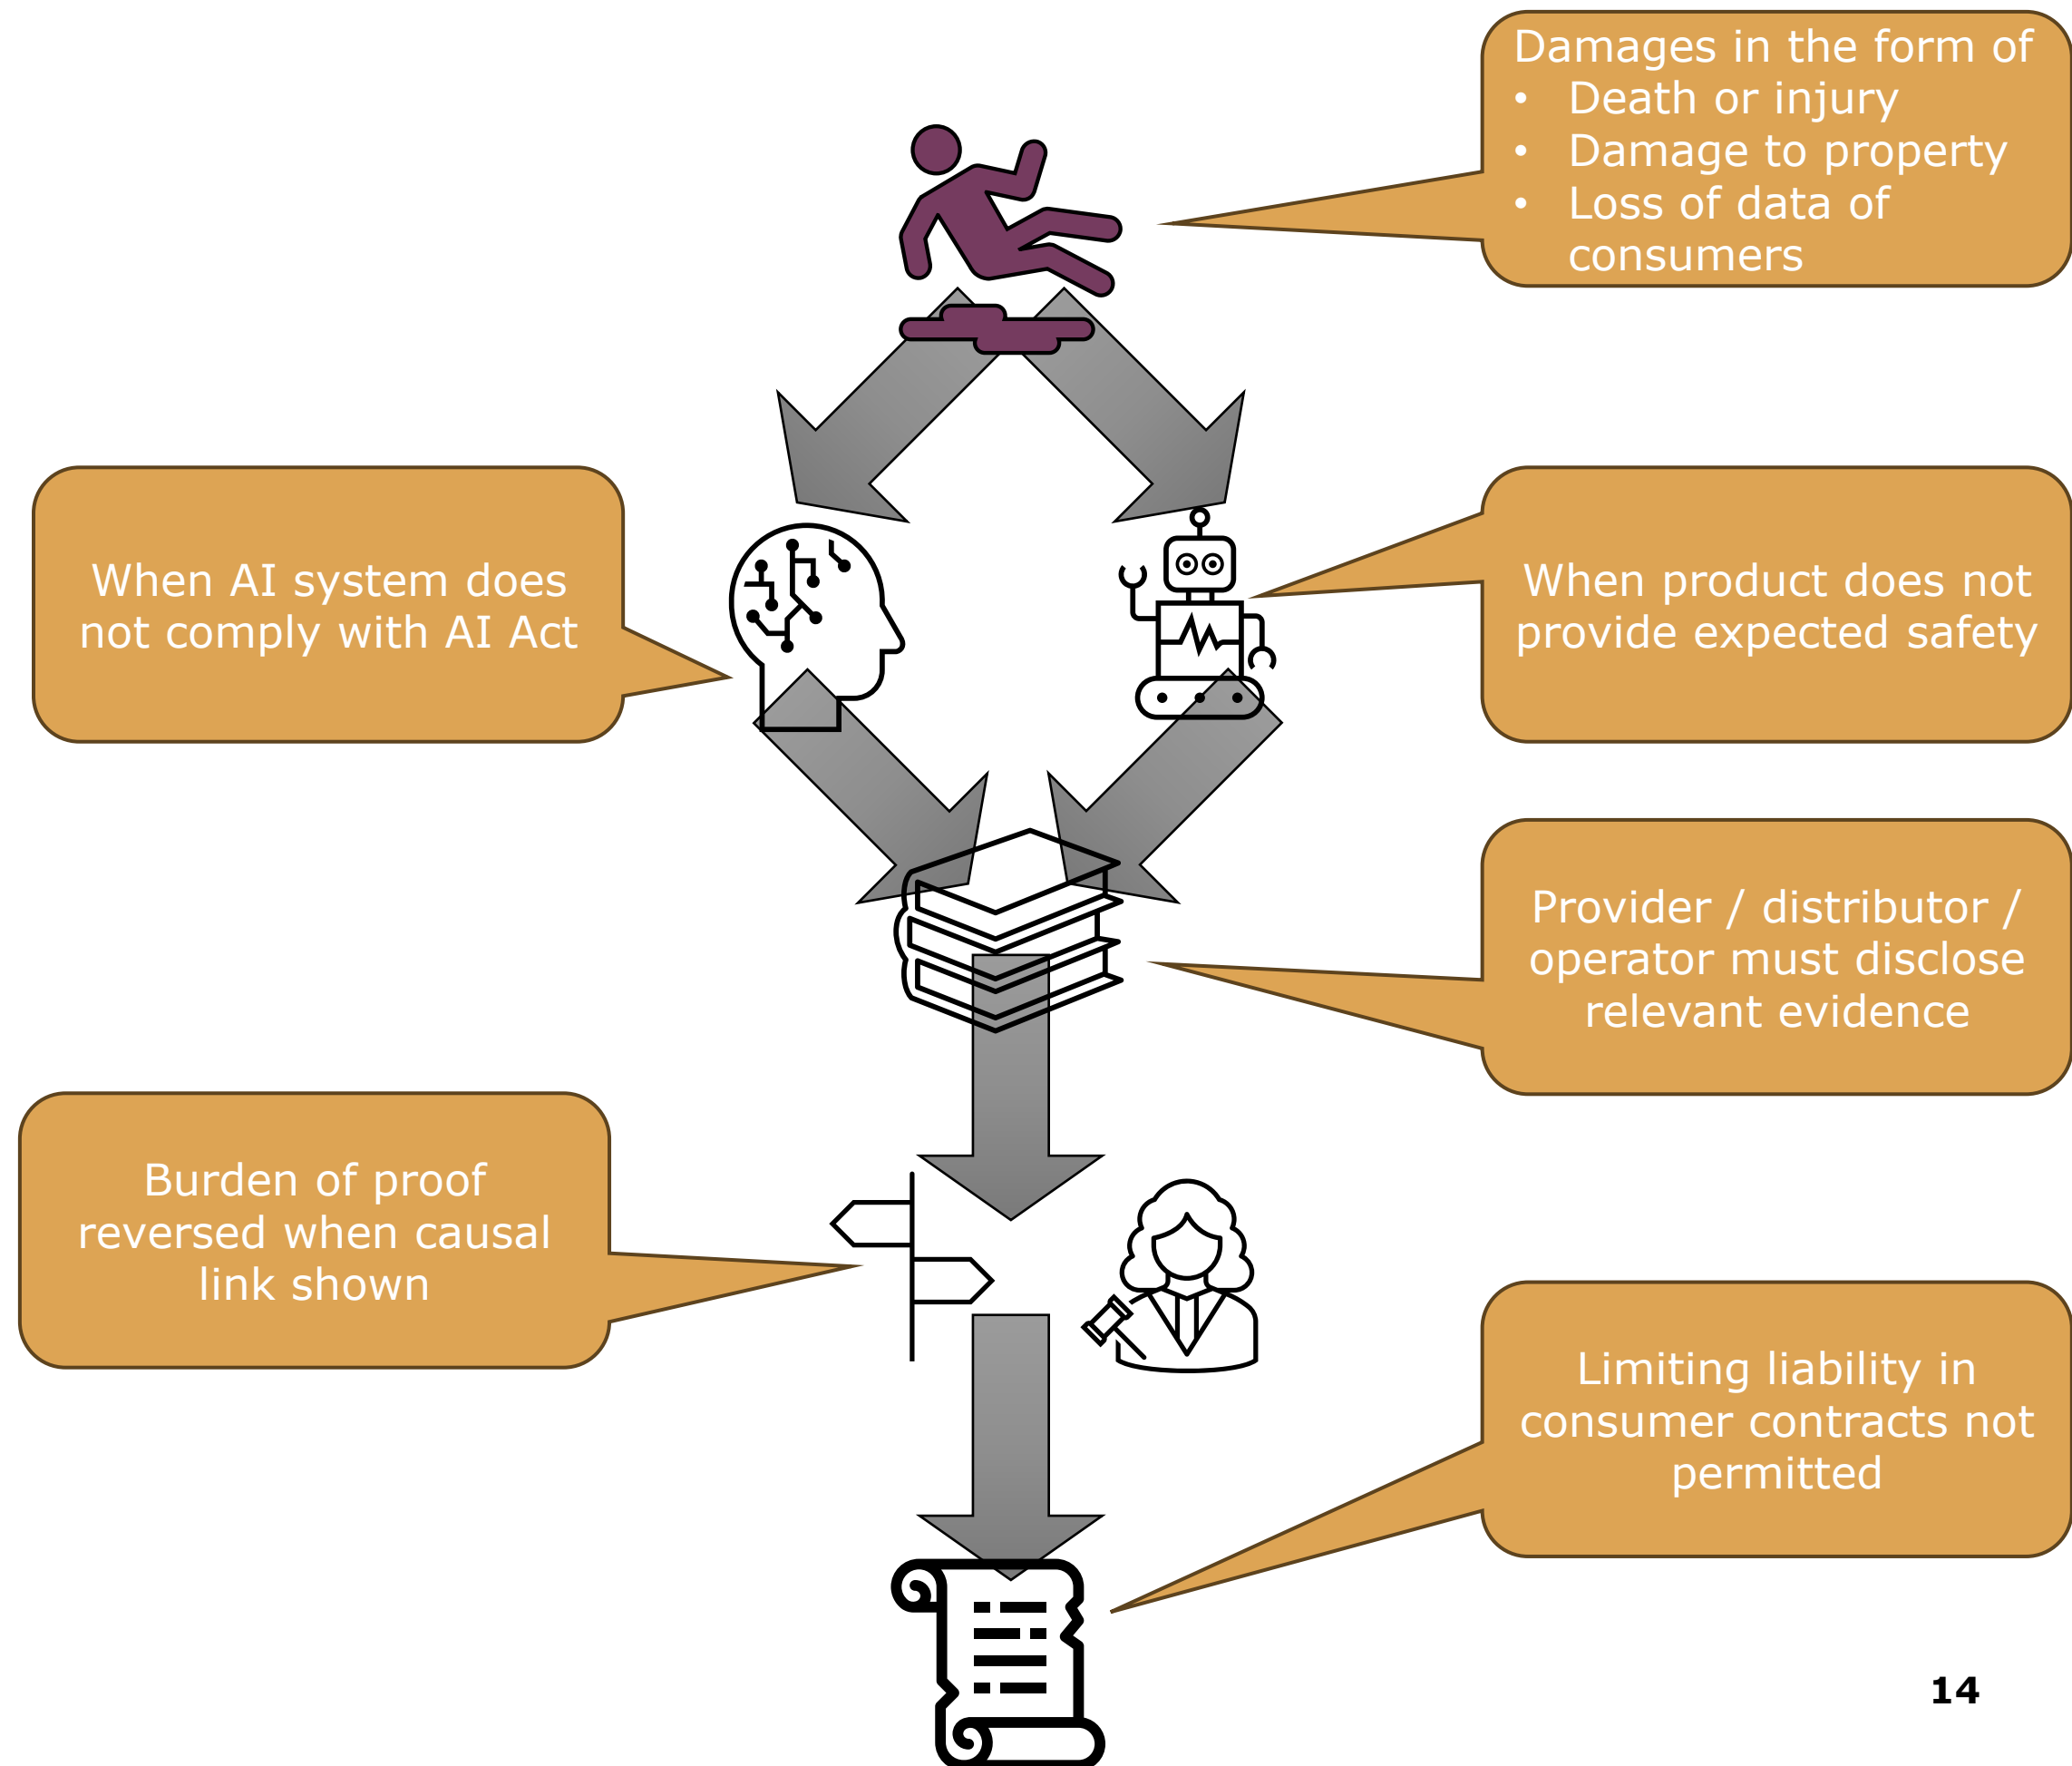 Damages in the form of
• Death or injury
• Damage to property
• Loss of data of
consumers
When AI system does
not comply with AI Act
When product does not
provide expected safety
Provider / distributor /
operator must disclose
relevant evidence
Burden of proof
reversed when causal
link shown
Limiting liability in
consumer contracts not
permitted
14